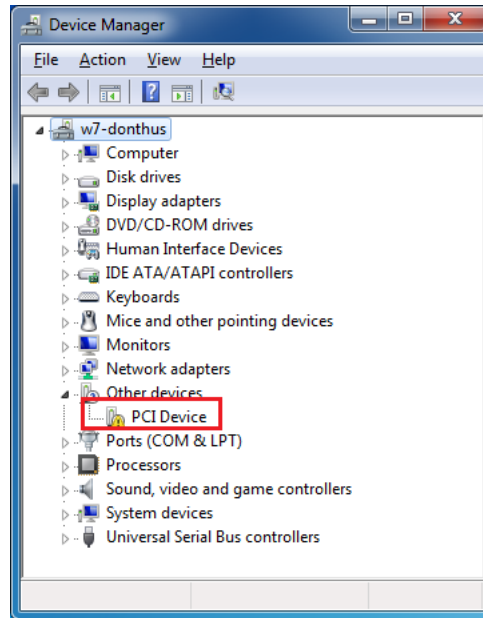 Device Manager
File Action View Help
w7-donthus
Computer
Disk drives
Display adapters
DVD/CD-ROM drives
Human Interface Devices
IDE ATA/ATAPI controllers
Keyboards
Mice and other pointing devices
Monitors
Network adapters
Other devices
PCI Device
Ports (COM & LPT)
Processors
Sound, video and game controllers
System devices
Universal Serial Bus controllers